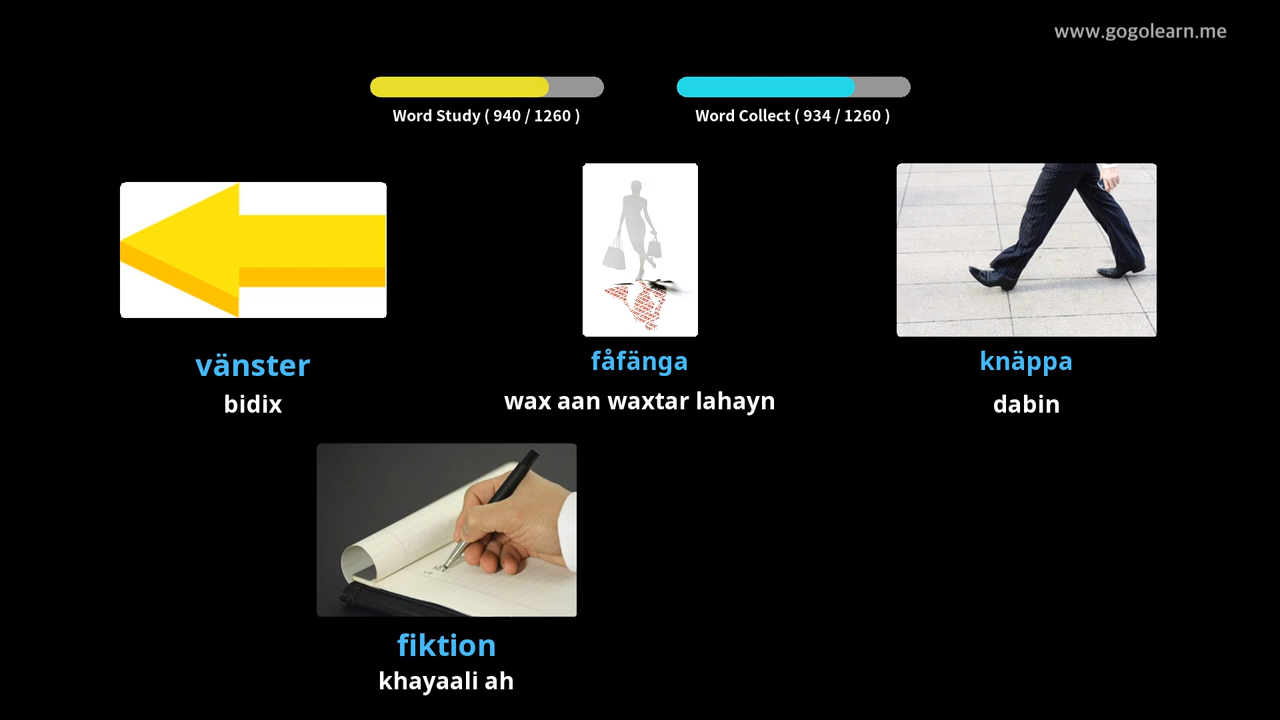 www.gogolearn.me
Word Study ( 940 / 1260 )
Word Collect ( 934 / 1260 )
vänster
bidix
fåfänga
wax aan waxtar lahayn
knäppa
dabin
fiktion
khayaali ah